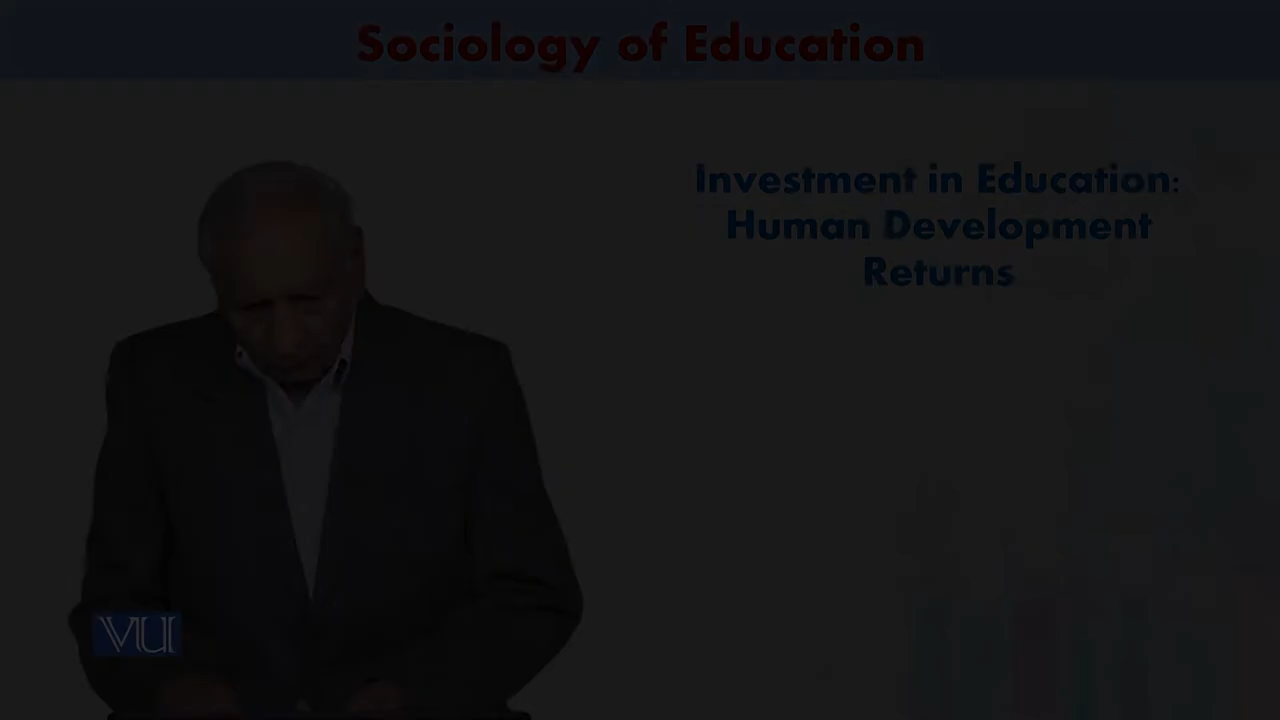 Sociology of Education
Investment in Education:
Human Development
Returns
VU